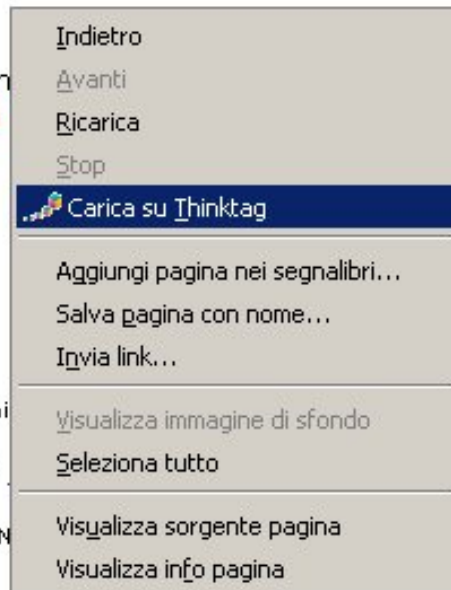 Indietro
Avanti
Ricarica
Stop
Carica su Thinktag
Aggiungi pagina nei segnalibri...
Salva pagina con nome...
Invia link...
Visualizza immagine di sfondo
Seleziona tutto
Visualizza sorgente pagina
Visualizza info pagina